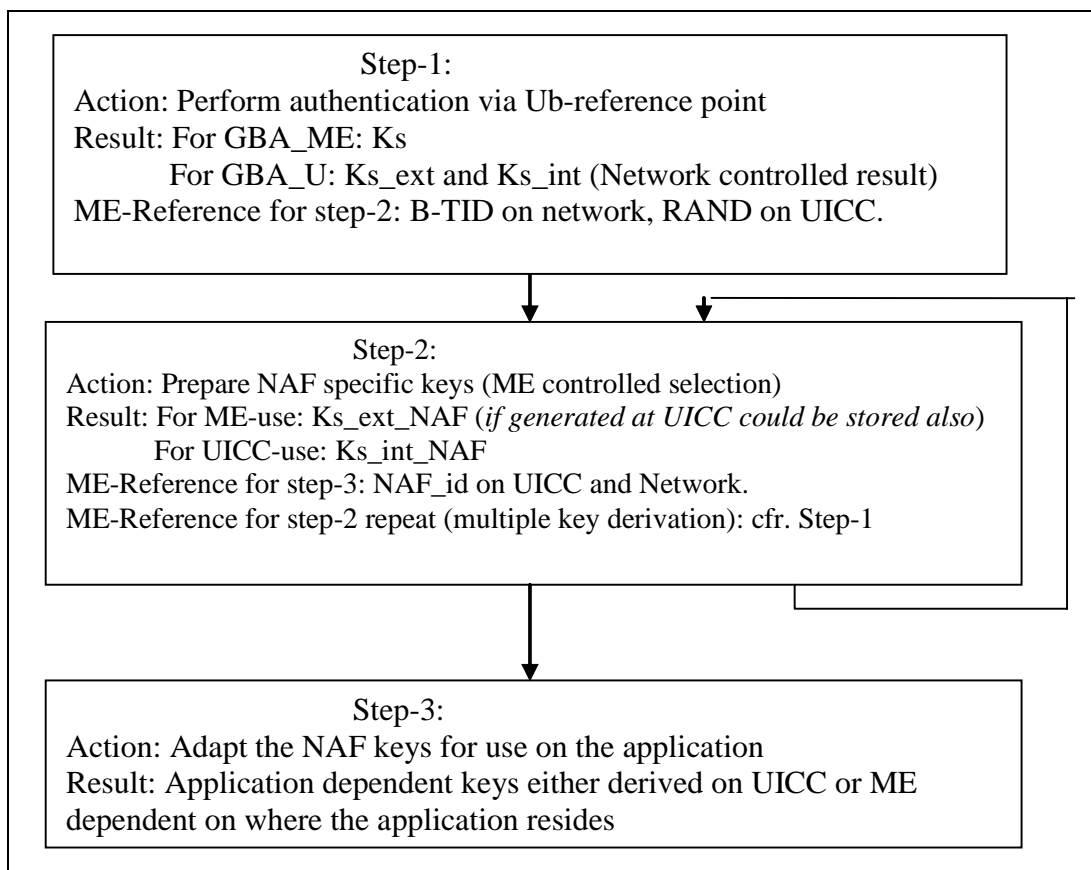 Step-1:
Action: Perform authentication via Ub-reference point
Result: For GBA_ME: Ks
For GBA_U: Ks_ext and Ks_int (Network controlled result)
ME-Reference for step-2: B-TID on network, RAND on UICC.
Step-2:
Action: Prepare NAF specific keys (ME controlled selection)
Result: For ME-use: Ks_ext_NAF (if generated at UICC could be stored also)
For UICC-use: Ks_int_NAF
ME-Reference for step-3: NAF_id on UICC and Network.
ME-Reference for step-2 repeat (multiple key derivation): cfr. Step-1
Step-3:
Action: Adapt the NAF keys for use on the application
Result: Application dependent keys either derived on UICC or ME
dependent on where the application resides